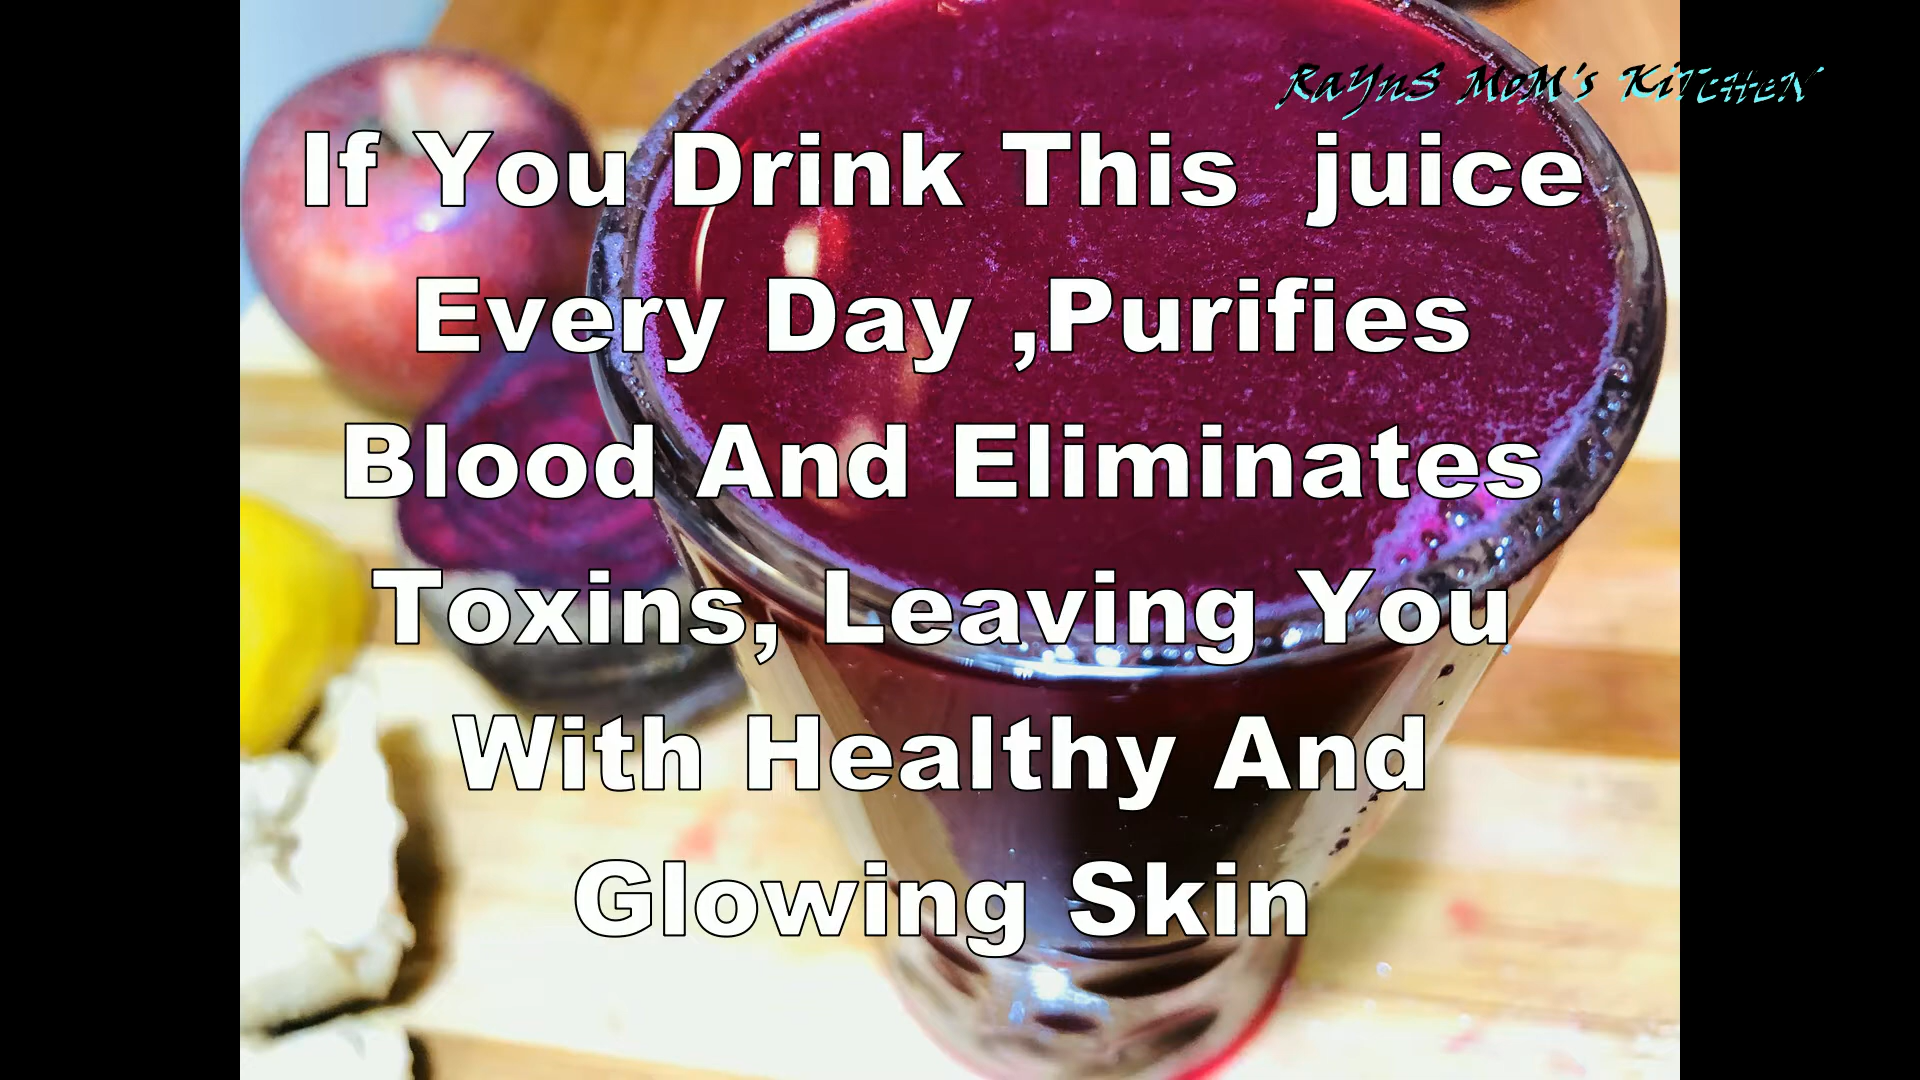 RaYnS MoM's KiTcHeN
If You Drink This  juice
Every Day ,Purifies
Blood And Eliminates
Toxins, Leaving You
With Healthy And
Glowing Skin